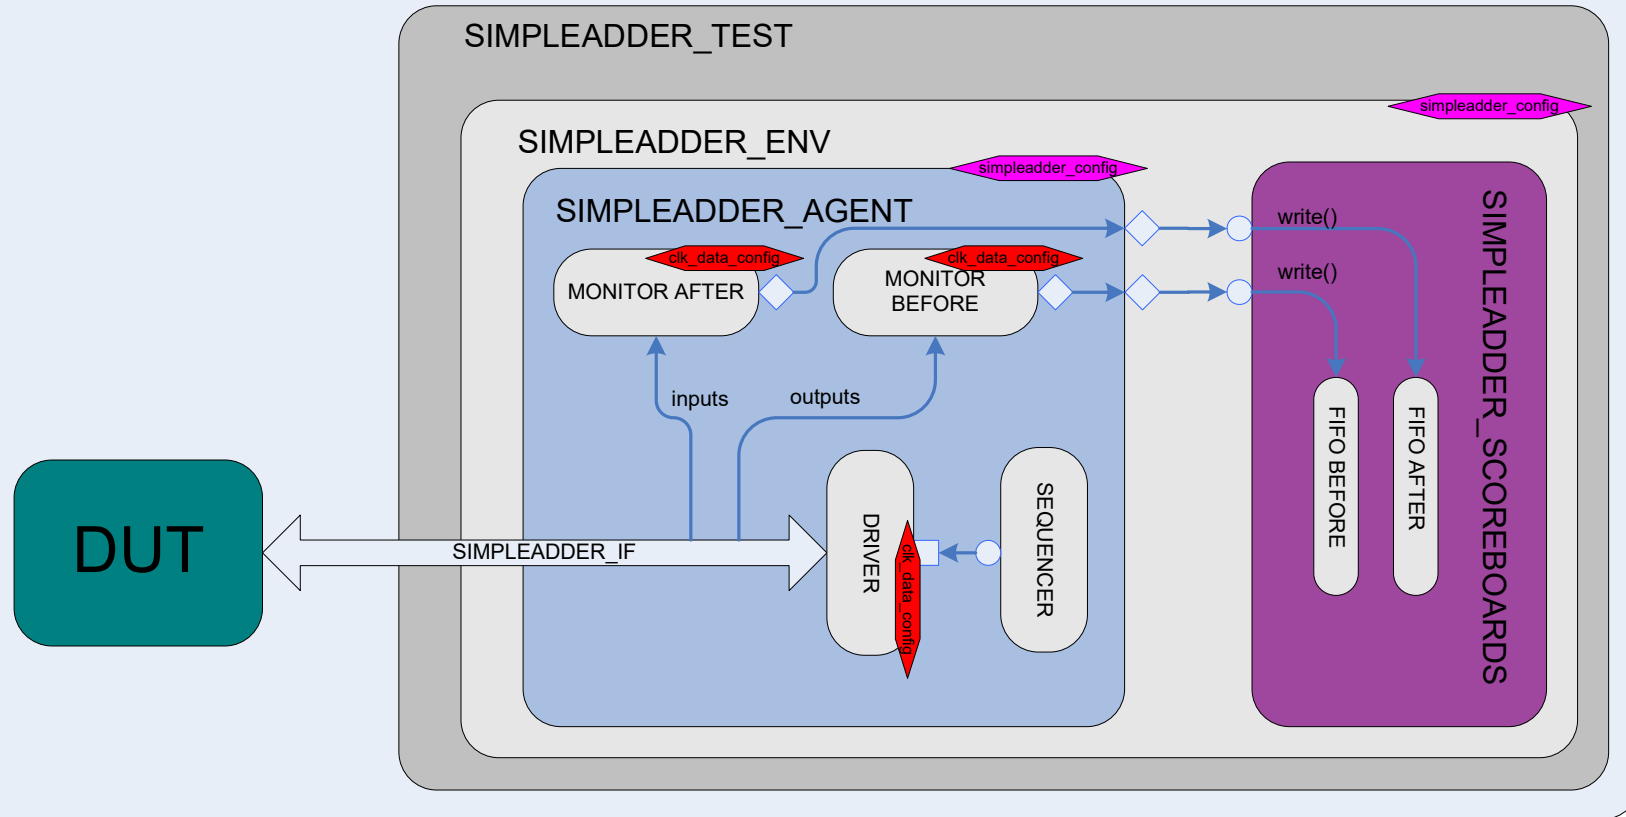 SIMPLEADDER_TEST
simpleadder_config
SIMPLEADDER_ENV
simpleadder_config
SIMPLEADDER_AGENT
clk_data_config
MONITOR AFTER
clk_data_config
MONITOR
BEFORE
write()
write()
inputs
outputs
FIFO BEFORE
FIFO AFTER
SIMPLEADDER_SCOREBOARDS
DUT
SIMPLEADDER_IF
DRIVER
clk_data_config
SEQUENCER